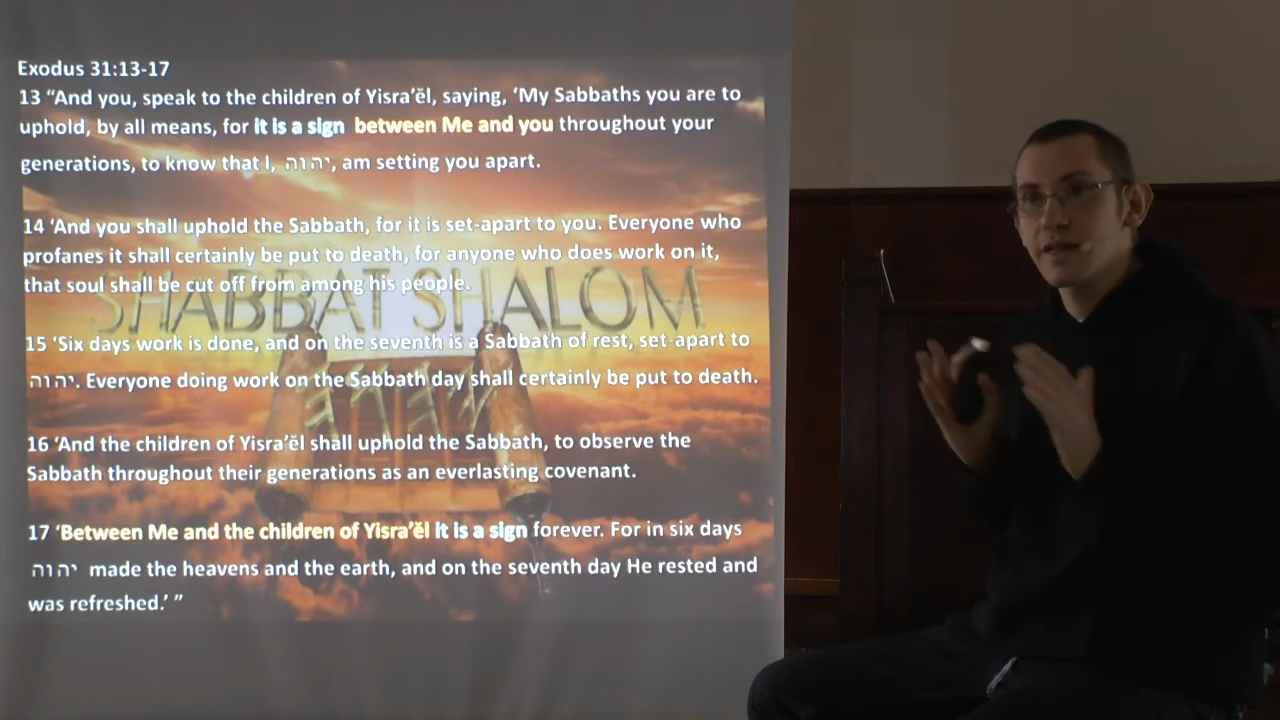 Exodus 31:13-17
13 “And you, speak to the children of Yisra’ĕl, saying, ‘My Sabbaths you are to
uphold, by all means, for it is a sign between Me and you throughout your
generations, to know that I, יהוה, am setting you apart.
14 ‘And you shall uphold the Sabbath, for it is set-apart to you. Everyone who
profanes it shall certainly be put to death, for anyone who does work on it,
that soul shall be cut off from among his people.
SHABBAT SHALOM
15 ‘Six days work is done, and on the seventh is a Sabbath of rest, set-apart to
יהוה. Everyone doing work on the Sabbath day shall certainly be put to death.
16 ‘And the children of Yisra’ĕl shall uphold the Sabbath, to observe the
Sabbath throughout their generations as an everlasting covenant.
17 ‘Between Me and the children of Yisra’ĕl it is a sign forever. For in six days
יהוה made the heavens and the earth, and on the seventh day He rested and
was refreshed.’ ”